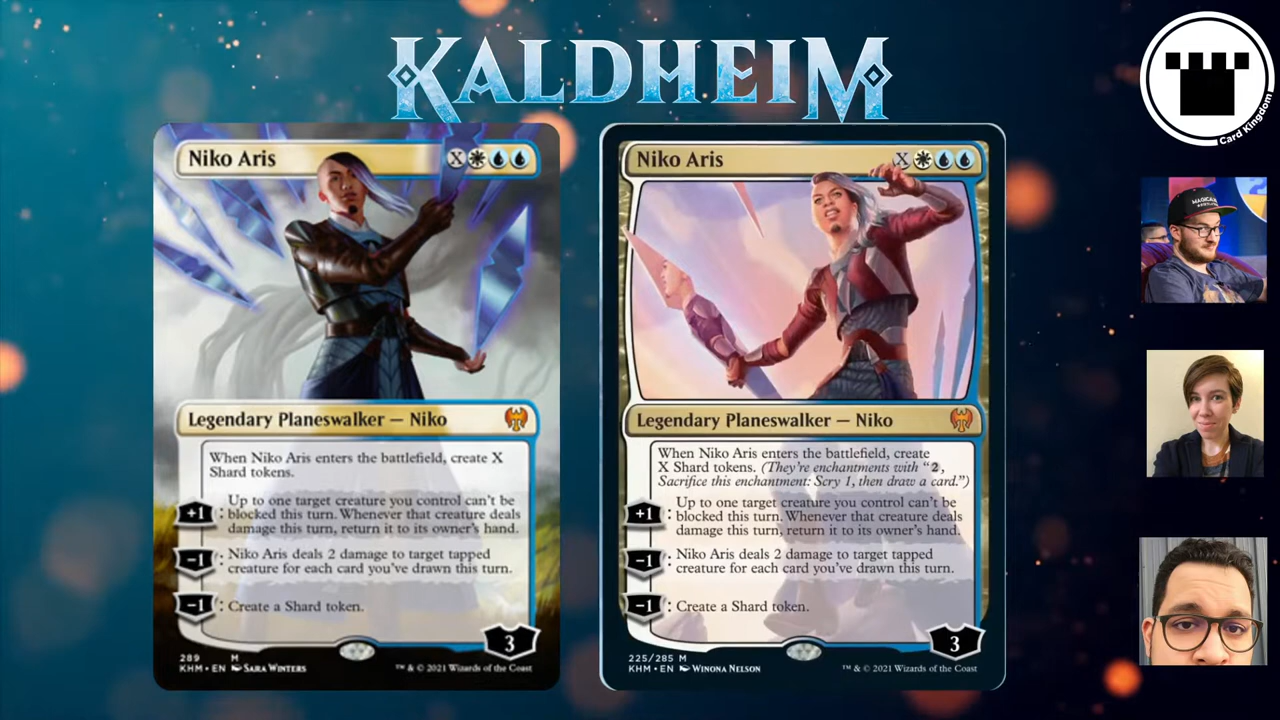 KALDHEIM
Card Kingdom
Niko Aris
X
Legendary Planeswalker — Niko
When Niko Aris enters the battlefield, create X
Shard tokens.
+1: Up to one target creature you control can't be
blocked this turn. Whenever that creature deals
damage this turn, return it to its owner's hand.
−1: Niko Aris deals 2 damage to target tapped
creature for each card you've drawn this turn.
−1: Create a Shard token.
3
289 M
KHM • EN SARA WINTERS
™ & © 2021 Wizards of the Coast
Niko Aris
X
Legendary Planeswalker — Niko
When Niko Aris enters the battlefield, create
X Shard tokens. (They're enchantments with "2,
Sacrifice this enchantment: Scry 1, then draw a card.")
+1: Up to one target creature you control can't be
blocked this turn. Whenever that creature deals
damage this turn, return it to its owner's hand.
−1: Niko Aris deals 2 damage to target tapped
creature for each card you've drawn this turn.
−1: Create a Shard token.
3
225/285 M
KHM • EN WINONA NELSON
™ & © 2021 Wizards of the Coast